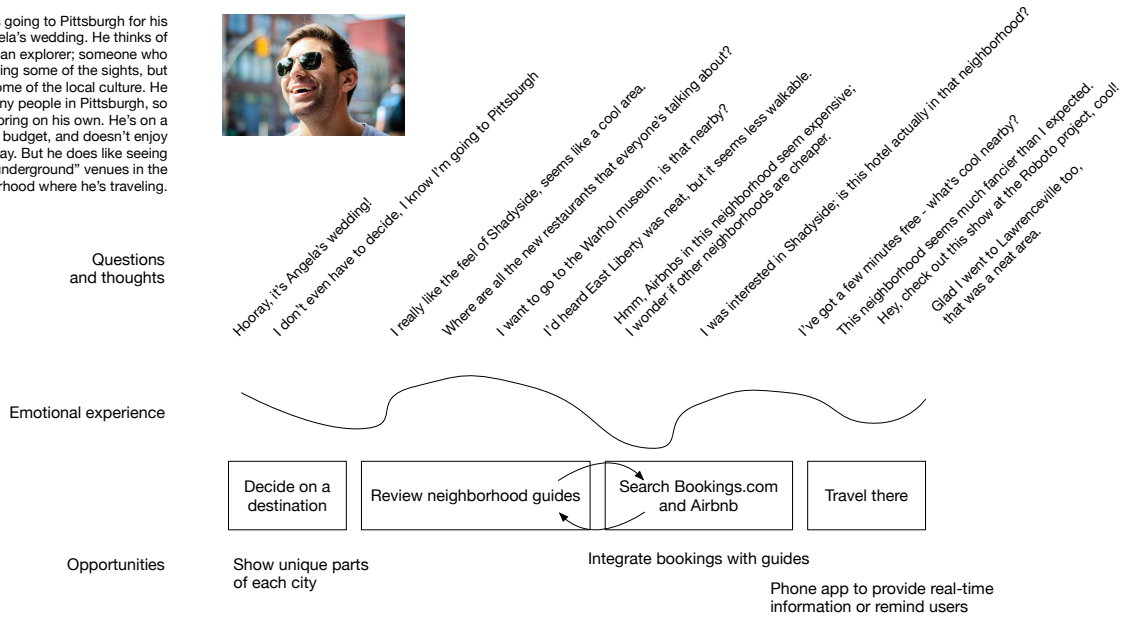 going to Pittsburgh for his
ela’s wedding. He thinks of
an explorer; someone who
ing some of the sights, but
ome of the local culture. He
ny people in Pittsburgh, so
oring on his own. He’s on a
budget, and doesn’t enjoy
ay. But he does like seeing
nderground” venues in the
rhood where he’s traveling.
Questions
and thoughts
Hooray, it’s Angela’s wedding!
I don’t even have to decide, I know I’m going to Pittsburgh
I really like the feel of Shadyside, seems like a cool area.
Where are all the new restaurants that everyone’s talking about?
I want to go to the Warhol museum, is that nearby?
I’d heard East Liberty was neat, but it seems less walkable.
Hmm, Airbnbs in this neighborhood seem expensive;
I wonder if other neighborhoods are cheaper.
I was interested in Shadyside; is this hotel actually in that neighborhood?
I’ve got a few minutes free - what’s cool nearby?
This neighborhood seems much fancier than I expected.
Hey, check out this show at the Roboto project, cool!
Glad I went to Lawrenceville too,
that was a neat area.
Emotional experience
Decide on a
destination
Review neighborhood guides
Search Bookings.com
and Airbnb
Travel there
Opportunities
Show unique parts
of each city
Integrate bookings with guides
Phone app to provide real-time
information or remind users